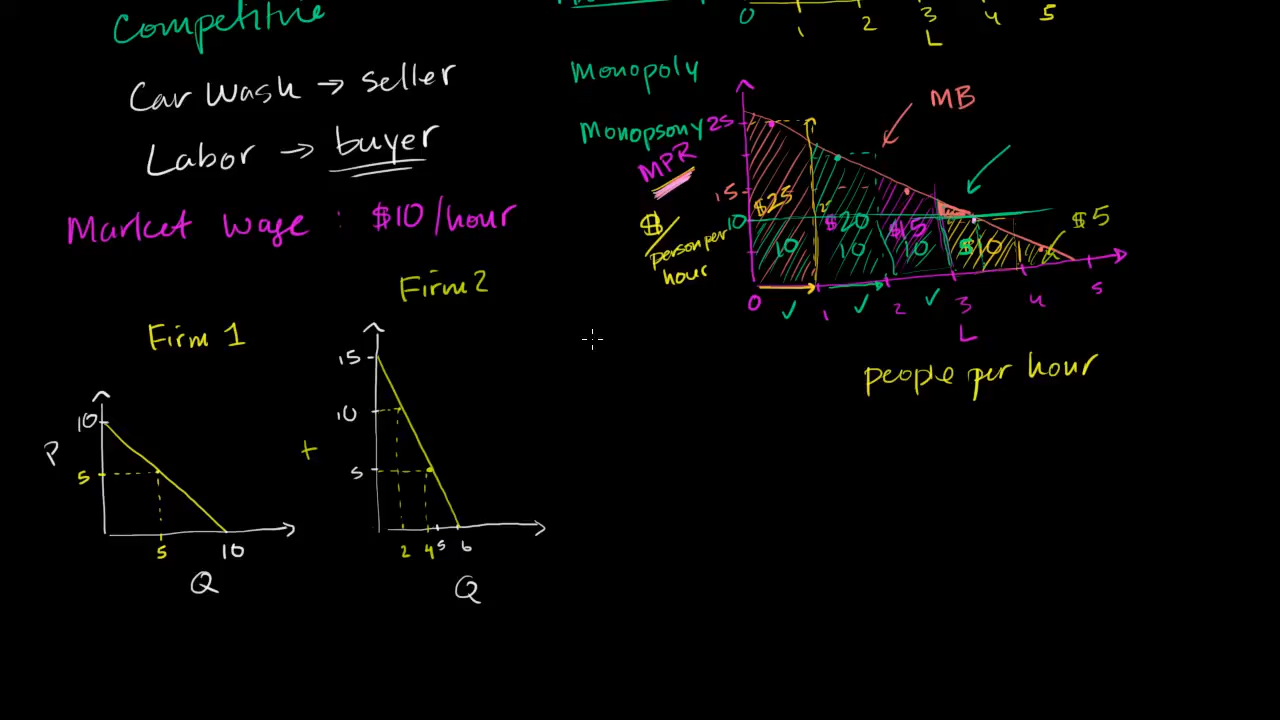 Competitive
Car Wash → seller
Labor → buyer
Market wage : $10/hour
Firm 2
Firm 1
P
10
5
5
10
Q
+
15
10
5
2
4
5
6
Q
0
1
2
3
4
5
L
Monopoly
Monopsony
MPR
$/person per
hour
25
15
10
MB
$25
$20
$15
$10
$5
10
10
10
0
1
2
3
4
5
L
people per hour